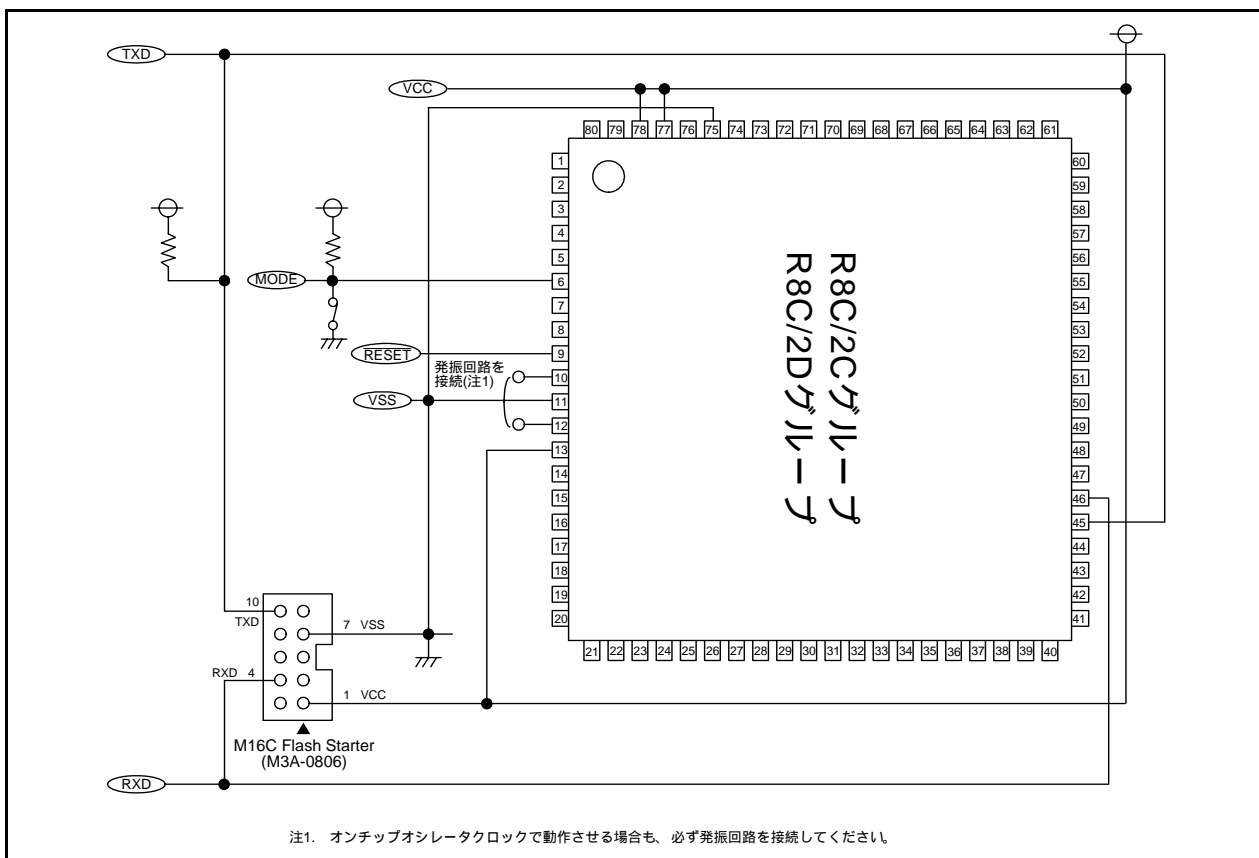 TXD
VCC
80 79 78 77 76 75 74 73 72 71 70 69 68 67 66 65 64 63 62 61
1
2
3
4
5
6
7
8
9
10
11
12
13
14
15
16
17
18
19
20
60
59
58
57
56
55
54
53
52
51
50
49
48
47
46
45
44
43
42
41
MODE
RESET
発振回路を
接続(注1)
VSS
R8C/2Cグループ
R8C/2Dグループ
21 22 23 24 25 26 27 28 29 30 31 32 33 34 35 36 37 38 39 40
10
TXD
7 VSS
RXD 4
1 VCC
M16C Flash Starter
(M3A-0806)
RXD
注1. オンチップオシレータクロックで動作させる場合も、必ず発振回路を接続してください。